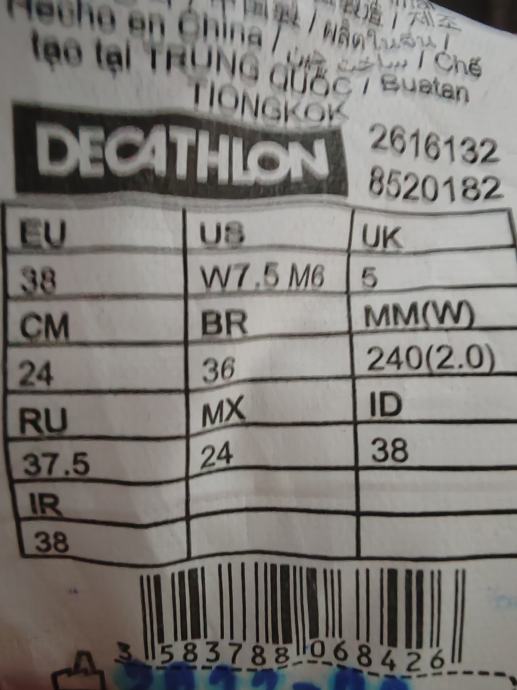 Hecho en China /
tạo tại TRUNG QUỐC / Buatan
TIONGKOK
DECATHLON
2616132
8520182
EU US UK
38 W7.5 M6 5
CM BR MM(W)
24 36 240(2.0)
RU MX ID
37.5 24 38
IR
38
3 583788 068426